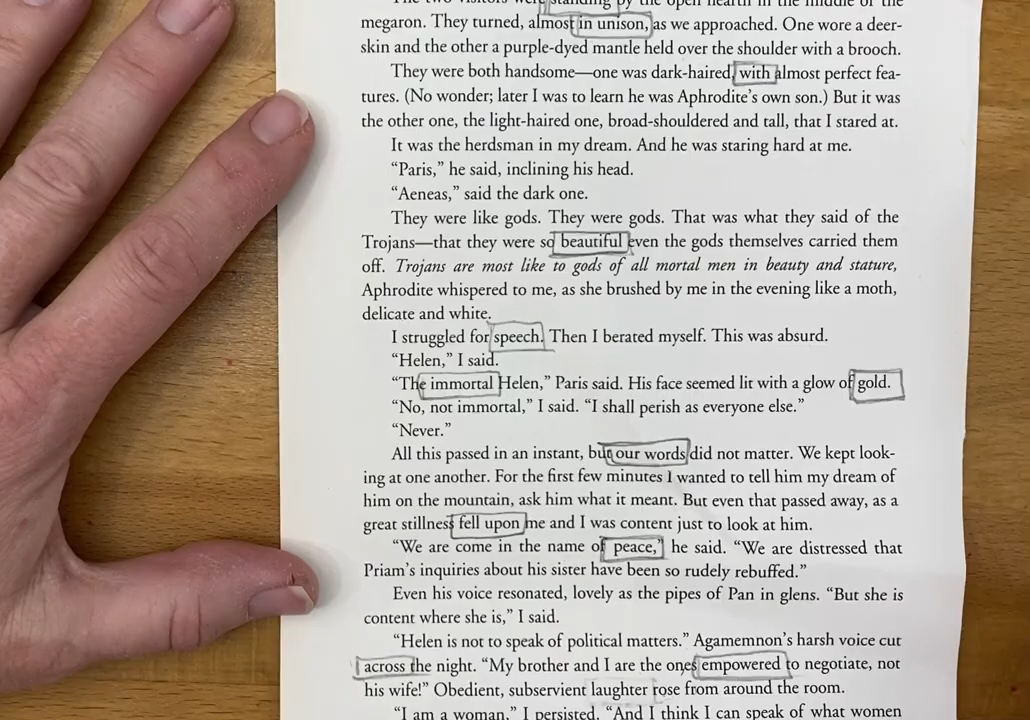 The two visitors were standing by the open hearth in the middle of the
megaron. They turned, almost in unison, as we approached. One wore a deer-
skin and the other a purple-dyed mantle held over the shoulder with a brooch.
They were both handsome—one was dark-haired, with almost perfect fea-
tures. (No wonder; later I was to learn he was Aphrodite's own son.) But it was
the other one, the light-haired one, broad-shouldered and tall, that I stared at.
It was the herdsman in my dream. And he was staring hard at me.
"Paris," he said, inclining his head.
"Aeneas," said the dark one.
They were like gods. They were gods. That was what they said of the
Trojans—that they were so beautiful even the gods themselves carried them
off. Trojans are most like to gods of all mortal men in beauty and stature,
Aphrodite whispered to me, as she brushed by me in the evening like a moth,
delicate and white.
I struggled for speech. Then I berated myself. This was absurd.
"Helen," I said.
"The immortal Helen," Paris said. His face seemed lit with a glow of gold.
"No, not immortal," I said. "I shall perish as everyone else."
"Never."
All this passed in an instant, but our words did not matter. We kept look-
ing at one another. For the first few minutes I wanted to tell him my dream of
him on the mountain, ask him what it meant. But even that passed away, as a
great stillness fell upon me and I was content just to look at him.
"We are come in the name of peace," he said. "We are distressed that
Priam's inquiries about his sister have been so rudely rebuffed."
Even his voice resonated, lovely as the pipes of Pan in glens. "But she is
content where she is," I said.
"Helen is not to speak of political matters." Agamemnon's harsh voice cut
across the night. "My brother and I are the ones empowered to negotiate, not
his wife!" Obedient, subservient laughter rose from around the room.
"I am a woman," I persisted. "And I think I can speak of what women